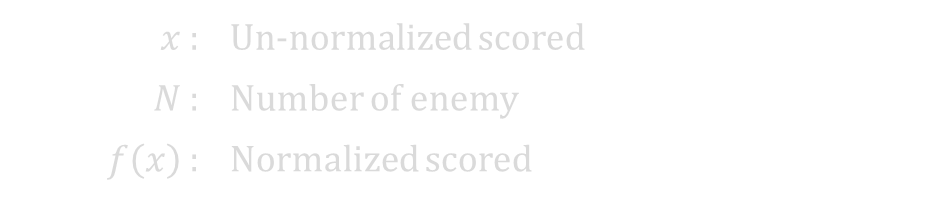 x : Un-normalized scored
N : Number of enemy
f(x) : Normalized scored